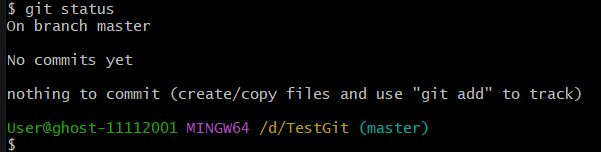 $ git status
On branch master
No commits yet
nothing to commit (create/copy files and use "git add" to track)
User@ghost-11112001 MINGW64 /d/TestGit (master)
$